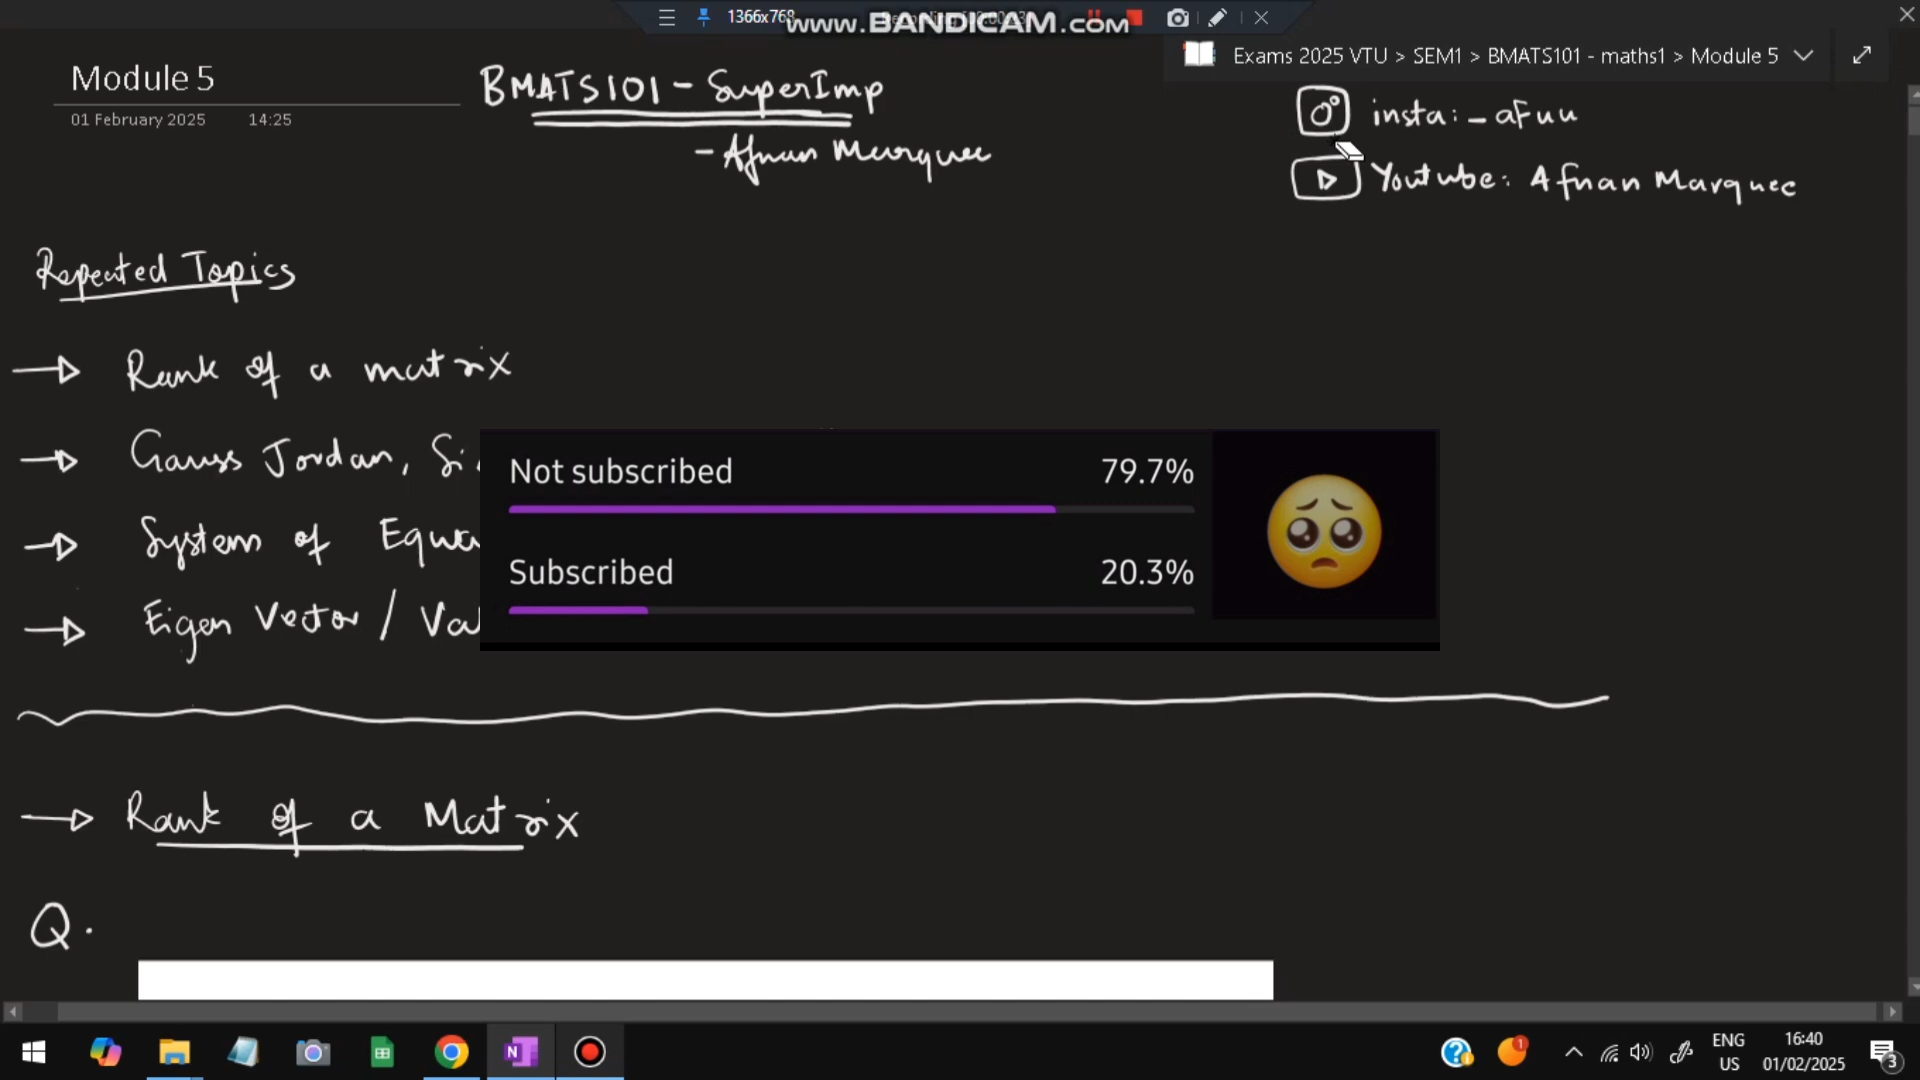 1366x768
www.BANDICAM.com
Exams 2025 VTU > SEM1 > BMATS101 - maths1 > Module 5
Module 5
01 February 2025 14:25
BMATS101 - SuperImp
- Afnan Marquee
insta: _afuu
Youtube: Afnan Marquee
Repeated Topics
Rank of a matrix
Gauss Jordan,
System of
Eigen Vector /
Not subscribed 79.7%
Subscribed 20.3%
Rank of a Matrix
Q.
ENG
US
16:40
01/02/2025
1
3